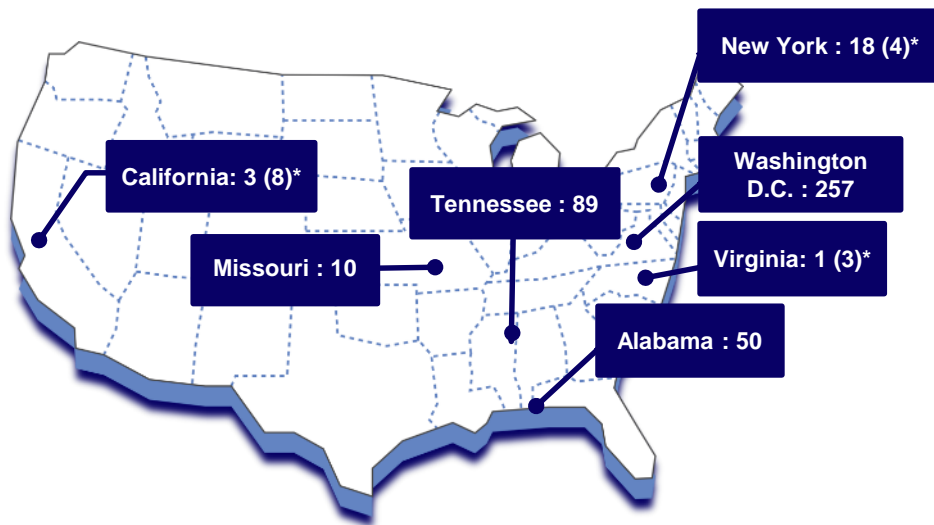 New York : 18 (4)*
California: 3 (8)*
Washington
D.C. : 257
Tennessee : 89
Missouri : 10
Virginia: 1 (3)*
Alabama : 50